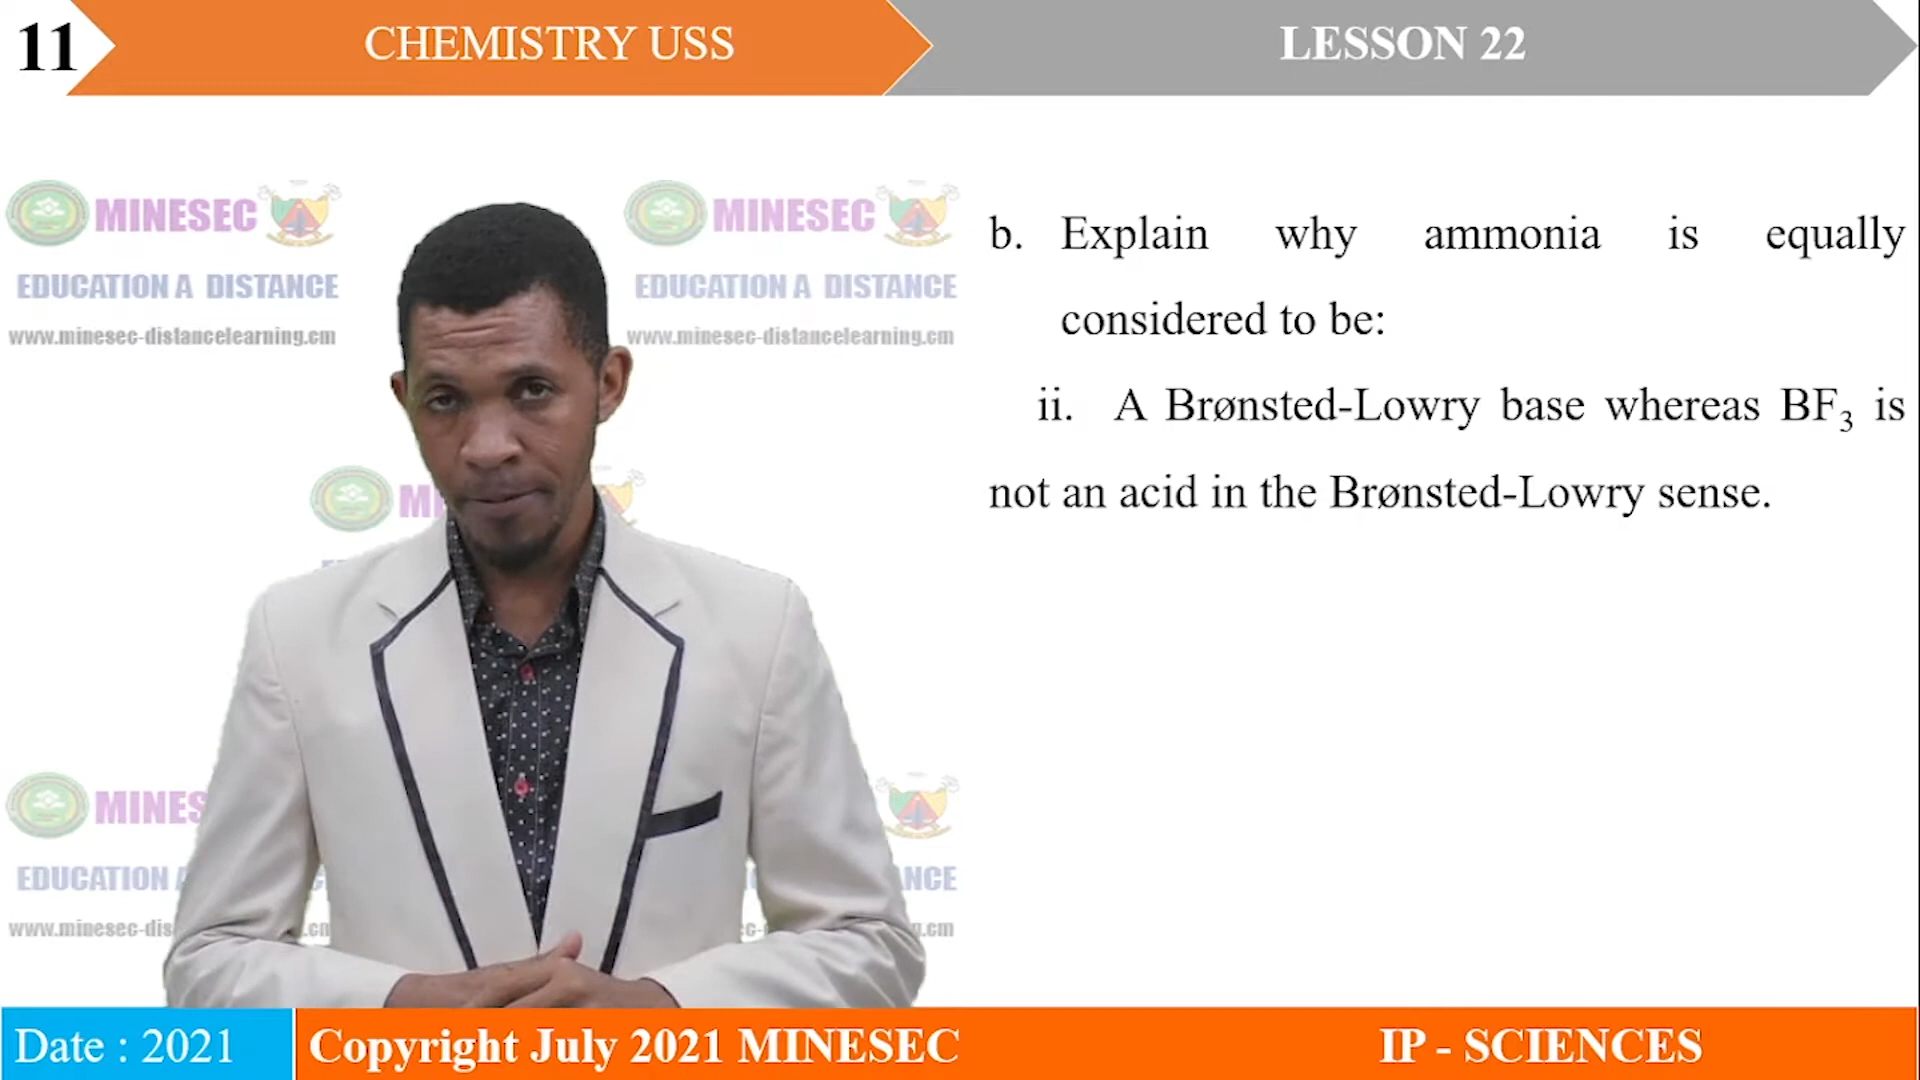 11
CHEMISTRY USS
LESSON 22
MINESEC
EDUCATION A DISTANCE
www.minesec-distancelearning.cm
MINESEC
EDUCATION A DISTANCE
www.minesec-distancelearning.cm
b. Explain why ammonia is equally
considered to be:
ii. A Brønsted-Lowry base whereas BF₃ is
not an acid in the Brønsted-Lowry sense.
Date : 2021
Copyright July 2021 MINESEC
IP - SCIENCES